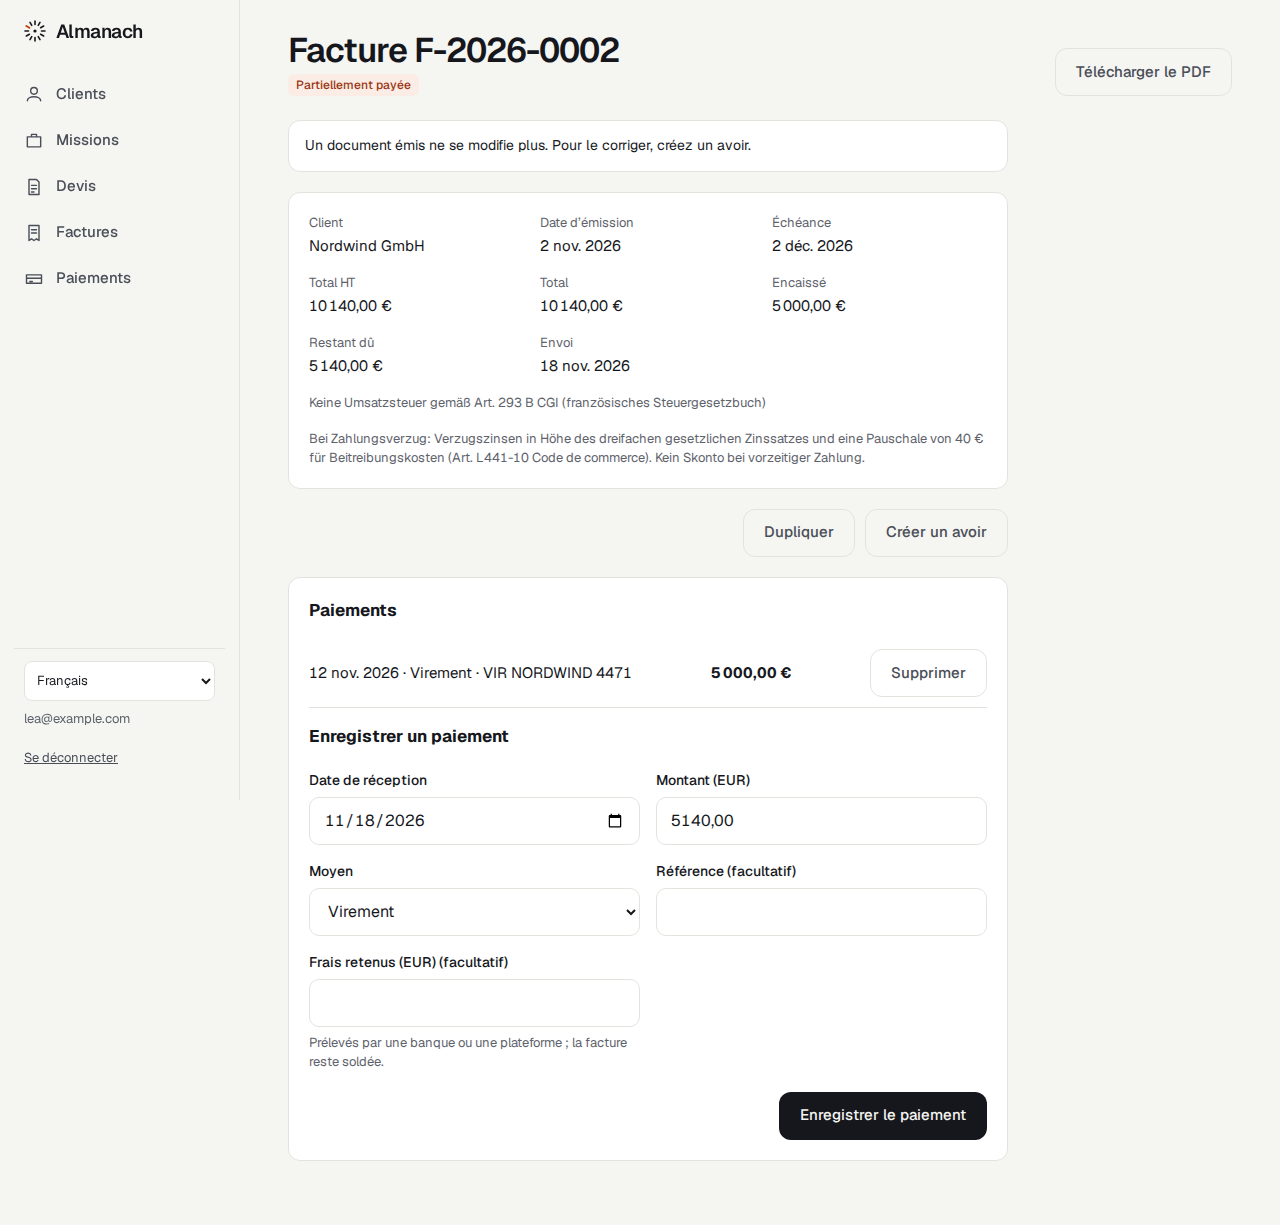 Almanach
Clients
Missions
Devis
Factures
Paiements
Français
lea@example.com
Se déconnecter
Facture F-2026-0002
Partiellement payée
Télécharger le PDF
Un document émis ne se modifie plus. Pour le corriger, créez un avoir.
Client
Nordwind GmbH
Date d'émission
2 nov. 2026
Échéance
2 déc. 2026
Total HT
10 140,00 €
Total
10 140,00 €
Encaissé
5 000,00 €
Restant dû
5 140,00 €
Envoi
18 nov. 2026
Keine Umsatzsteuer gemäß Art. 293 B CGI (französisches Steuergesetzbuch)
Bei Zahlungsverzug: Verzugszinsen in Höhe des dreifachen gesetzlichen Zinssatzes und eine Pauschale von 40 €
für Beitreibungskosten (Art. L441-10 Code de commerce). Kein Skonto bei vorzeitiger Zahlung.
Dupliquer
Créer un avoir
Paiements
12 nov. 2026 · Virement · VIR NORDWIND 4471
5 000,00 €
Supprimer
Enregistrer un paiement
Date de réception
11/18/2026
Montant (EUR)
5140,00
Moyen
Virement
Référence (facultatif)
Frais retenus (EUR) (facultatif)
Prélevés par une banque ou une plateforme ; la facture
reste soldée.
Enregistrer le paiement